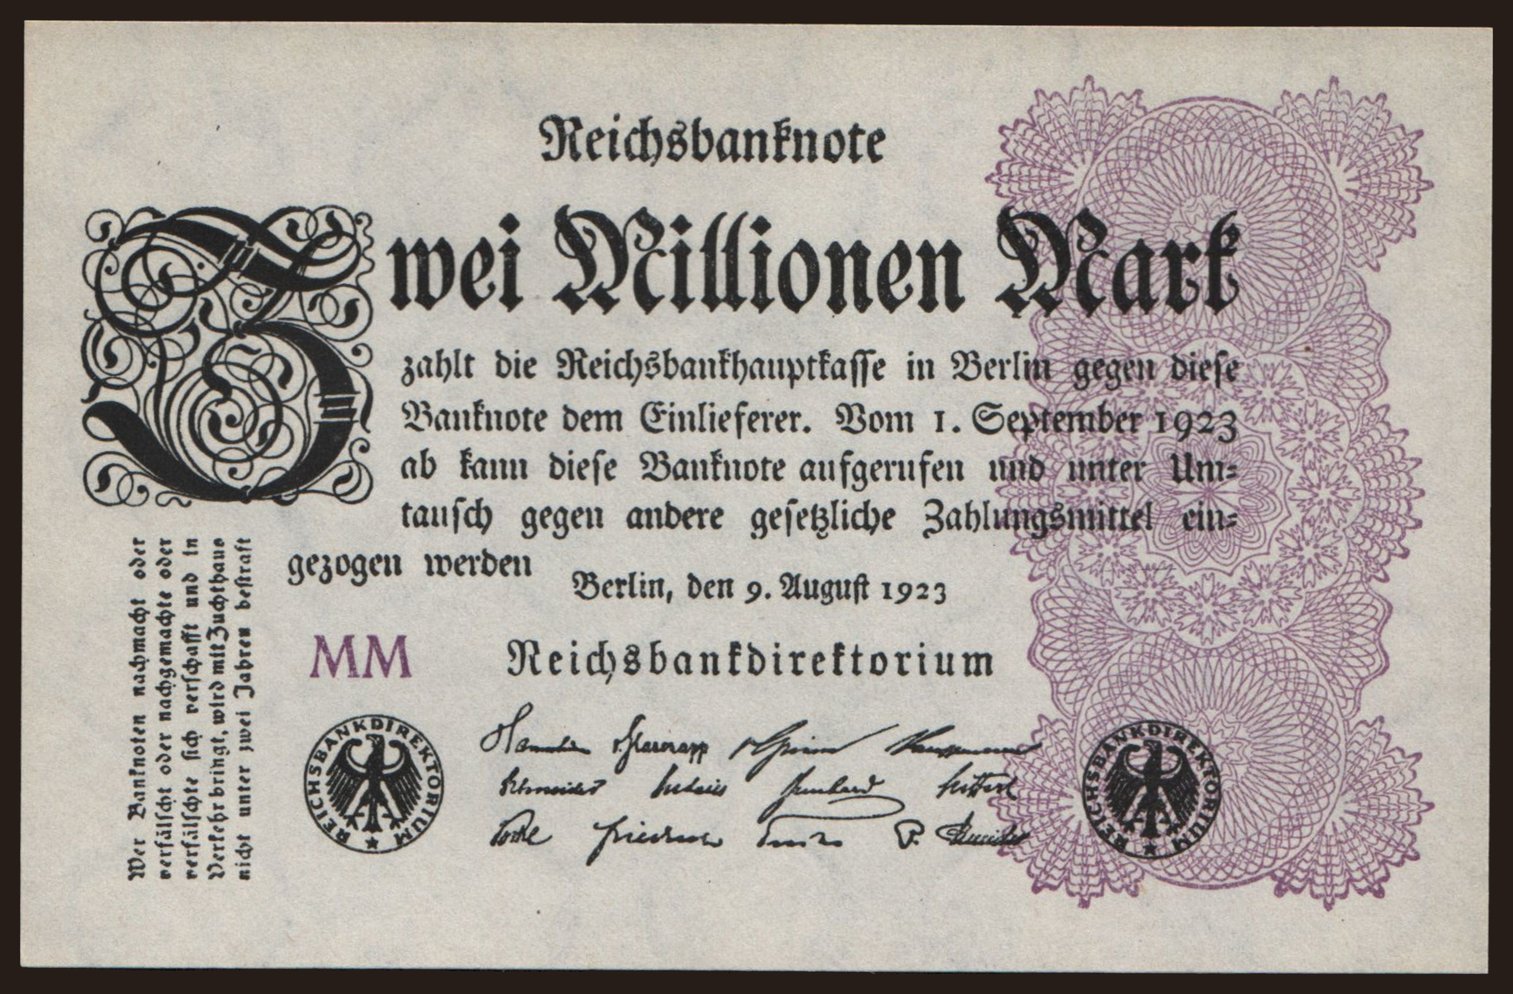 Reichsbanknote
Zwei Millionen Mark
zahlt die Reichsbankhauptkasse in Berlin gegen diese
Banknote dem Einlieferer. Vom 1. September 1923
ab kann diese Banknote aufgerufen und unter Um-
tausch gegen andere gesetzliche Zahlungsmittel ein-
gezogen werden
Berlin, den 9. August 1923
MM
Reichsbankdirektorium
REICHSBANKDIREKTORIUM
REICHSBANKDIREKTORIUM
Wer Banknoten nachmacht oder
verfälscht oder nachgemachte oder
verfälschte sich verschafft und in
Verkehr bringt, wird mit Zuchthaus
nicht unter zwei Jahren bestraft